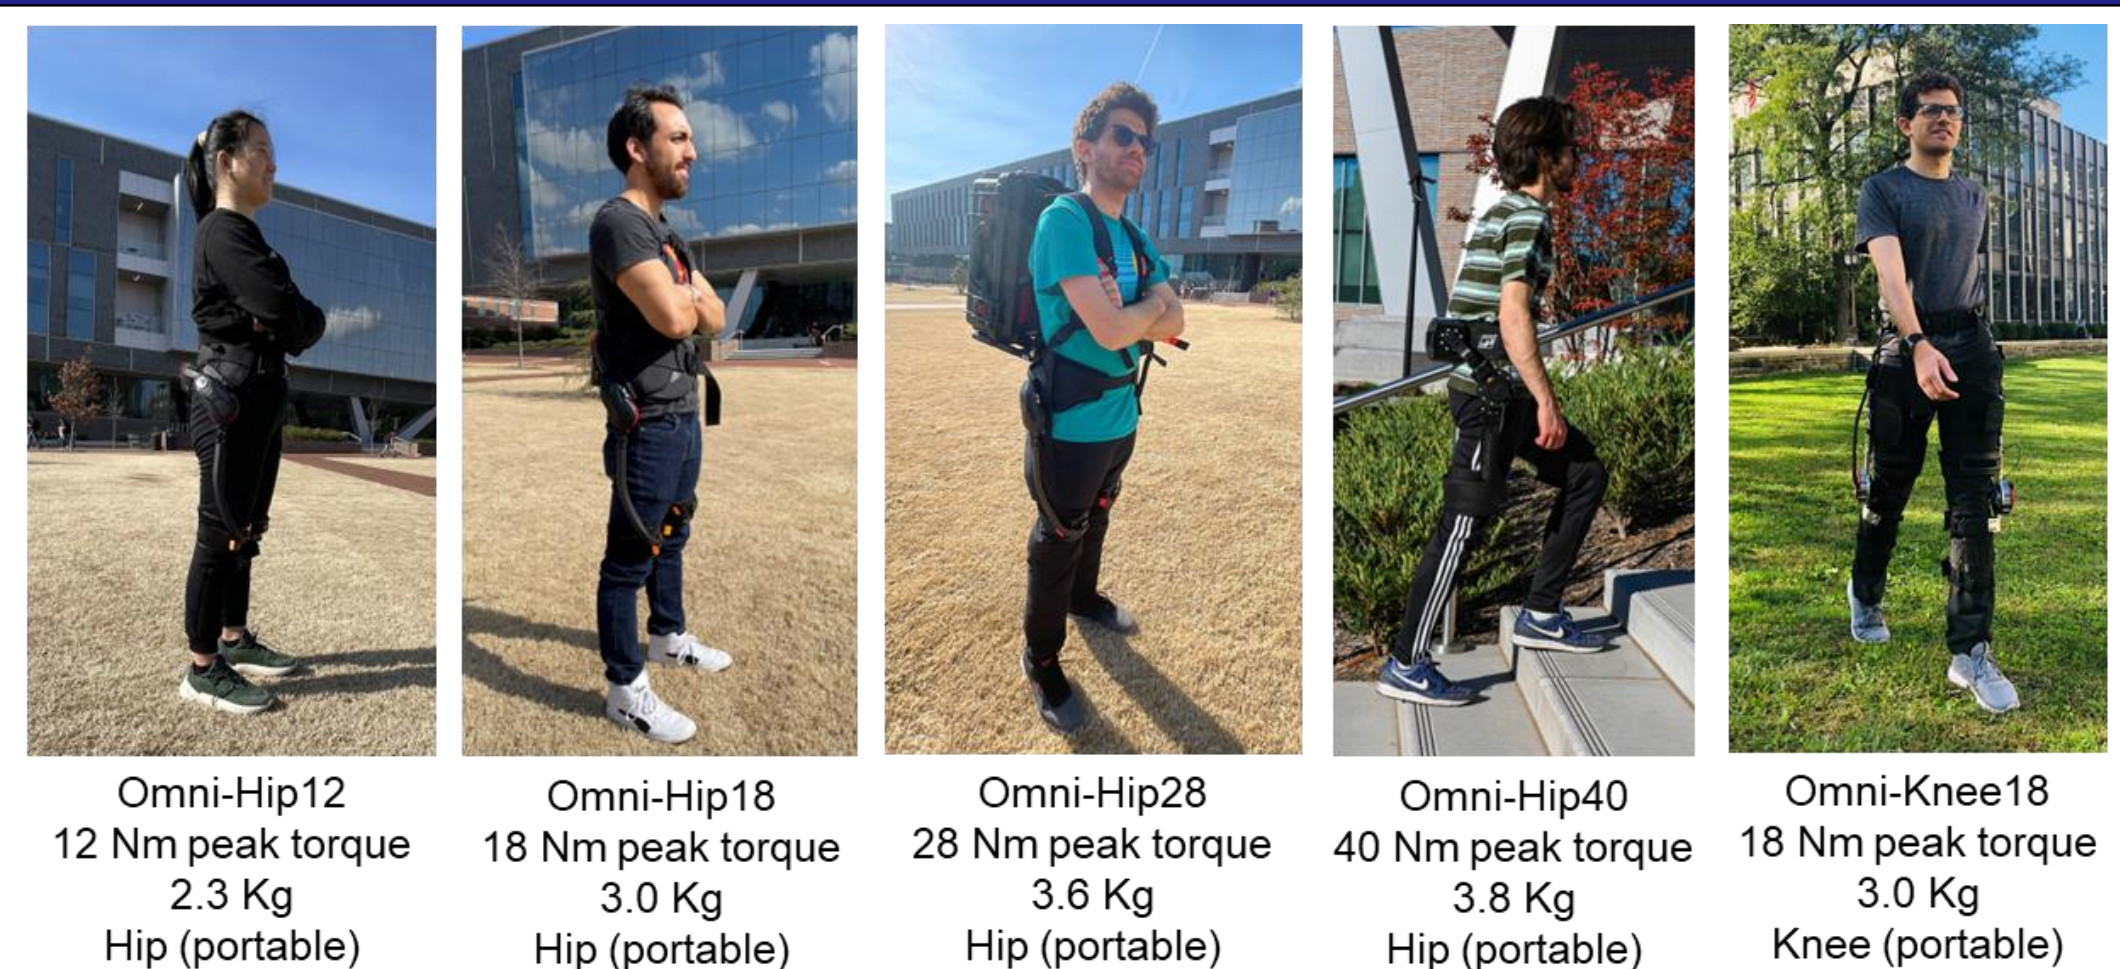 Omni-Hip12
12 Nm peak torque
2.3 Kg
Hip (portable)
Omni-Hip18
18 Nm peak torque
3.0 Kg
Hip (portable)
Omni-Hip28
28 Nm peak torque
3.6 Kg
Hip (portable)
Omni-Hip40
40 Nm peak torque
3.8 Kg
Hip (portable)
Omni-Knee18
18 Nm peak torque
3.0 Kg
Knee (portable)